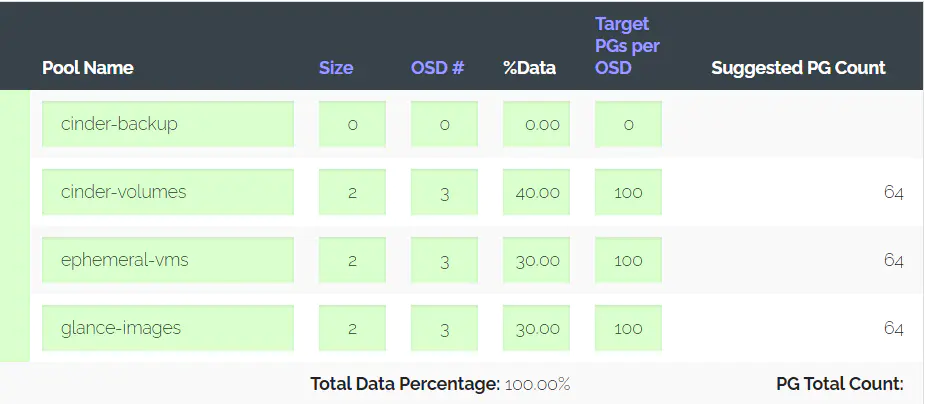 Pool Name Size OSD # %Data Target PGs per OSD Suggested PG Count
cinder-backup 0 0 0.00 0
cinder-volumes 2 3 40.00 100 64
ephemeral-vms 2 3 30.00 100 64
glance-images 2 3 30.00 100 64
Total Data Percentage: 100.00% PG Total Count: